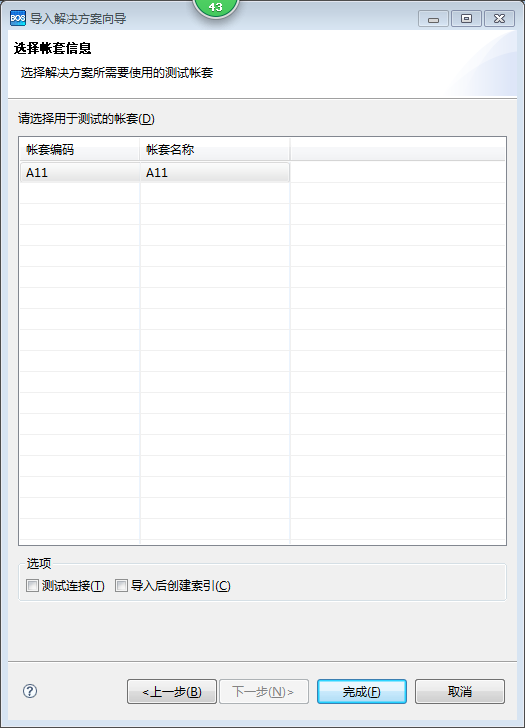 43
BOS 导入解决方案向导
选择帐套信息
选择解决方案所需要使用的测试帐套
请选择用于测试的帐套(D)
帐套编码 帐套名称
A11 A11
选项
测试连接(T) 导入后创建索引(C)
? <上一步(B) 下一步(N)> 完成(F) 取消